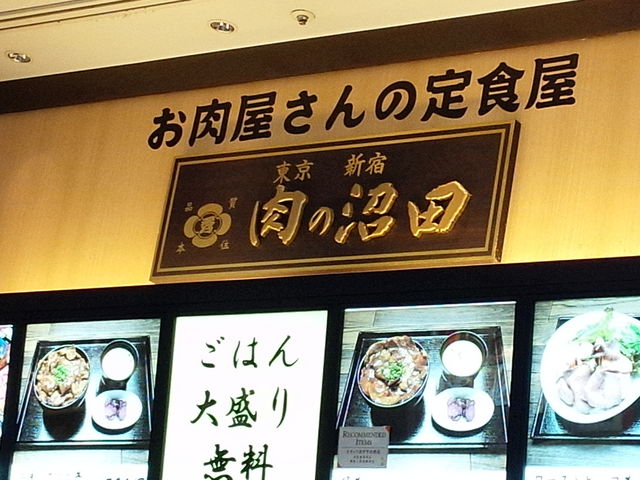 お肉屋さんの定食屋
東京 新宿
肉の沼田
品質
本位
ごはん
大盛り
無料
RECOMMENDED
ITEMS